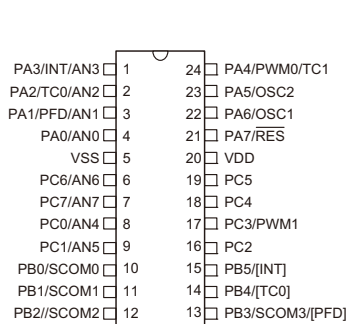 PA3/INT/AN3 1 24 PA4/PWM0/TC1
PA2/TC0/AN2 2 23 PA5/OSC2
PA1/PFD/AN1 3 22 PA6/OSC1
PA0/AN0 4 21 PA7/RES
VSS 5 20 VDD
PC6/AN6 6 19 PC5
PC7/AN7 7 18 PC4
PC0/AN4 8 17 PC3/PWM1
PC1/AN5 9 16 PC2
PB0/SCOM0 10 15 PB5/[INT]
PB1/SCOM1 11 14 PB4/[TC0]
PB2//SCOM2 12 13 PB3/SCOM3/[PFD]